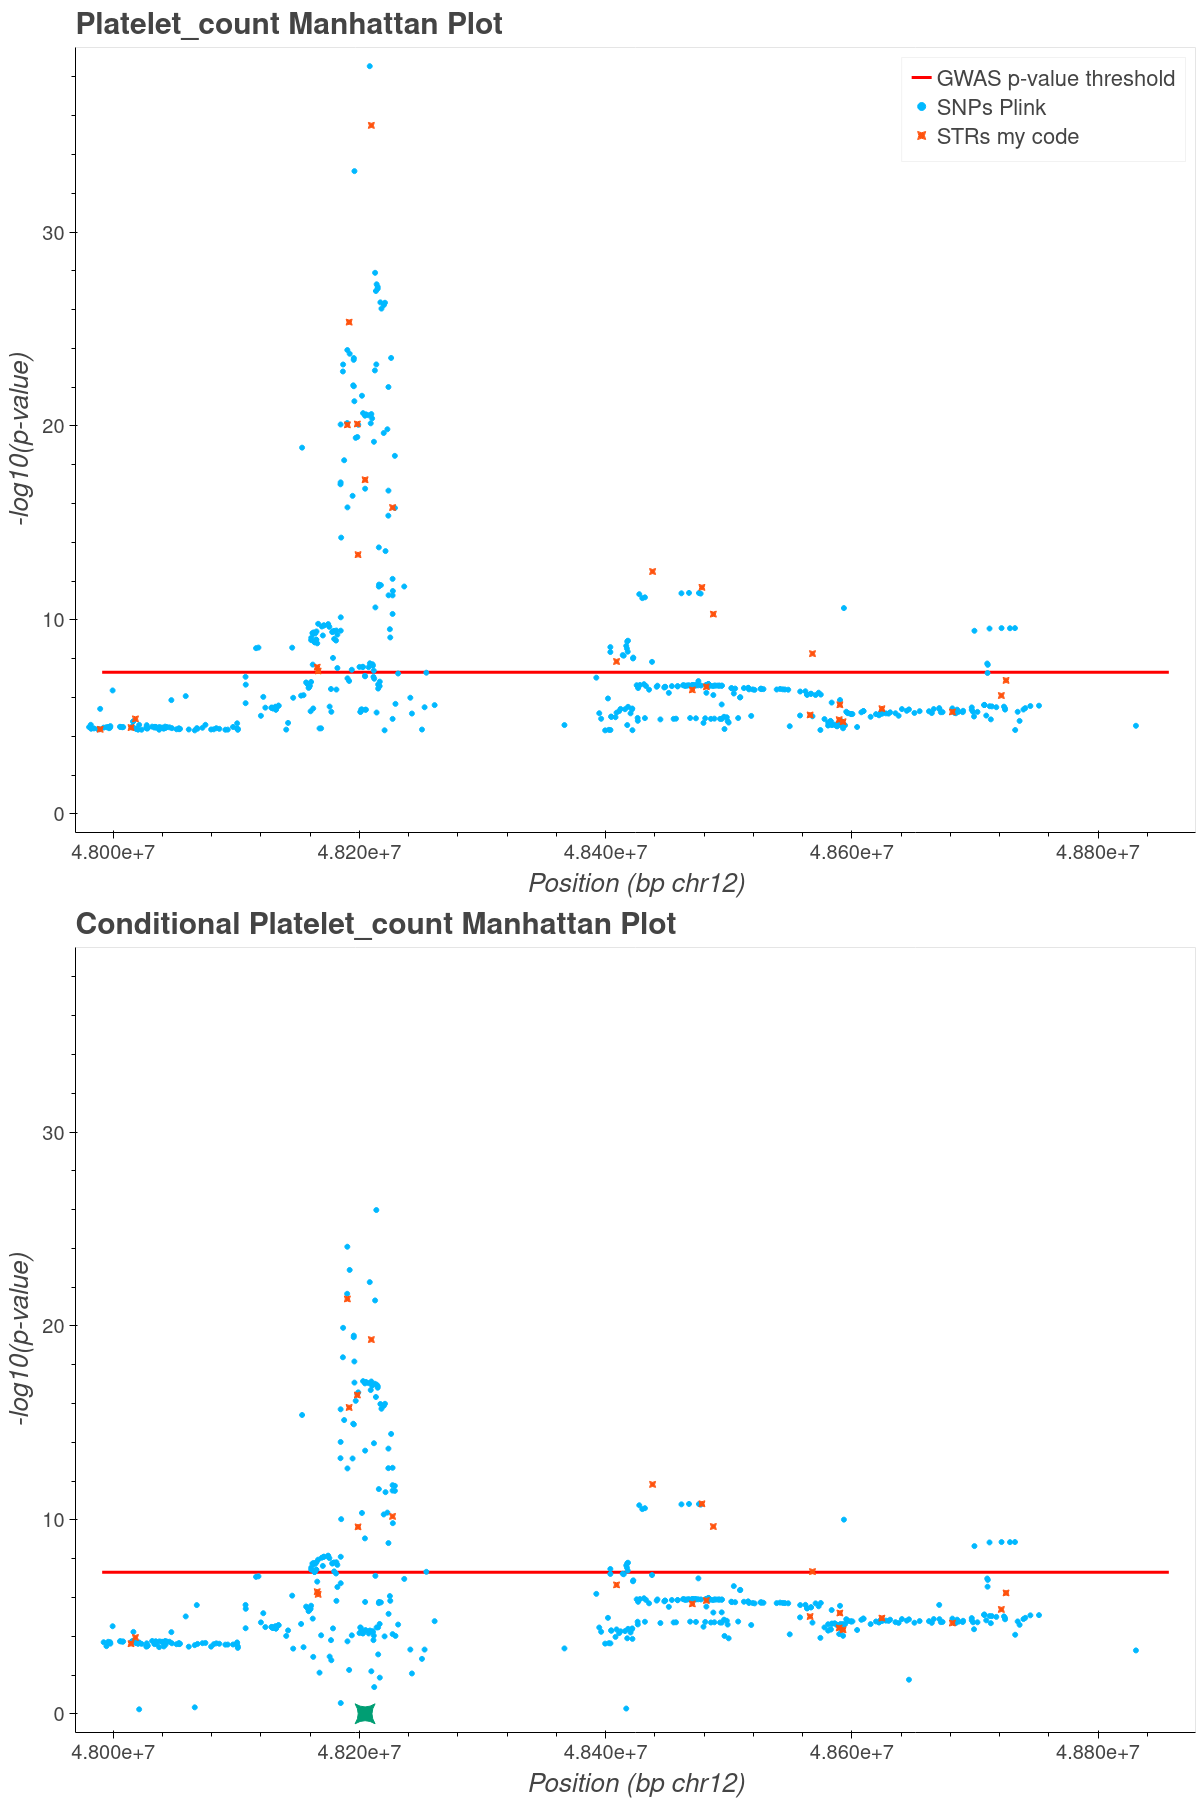 Platelet_count Manhattan Plot
GWAS p-value threshold
SNPs Plink
STRs my code
30
20
10
0
-log10(p-value)
4.800e+7 4.820e+7 4.840e+7 4.860e+7 4.880e+7
Position (bp chr12)
Conditional Platelet_count Manhattan Plot
30
20
10
0
-log10(p-value)
4.800e+7 4.820e+7 4.840e+7 4.860e+7 4.880e+7
Position (bp chr12)